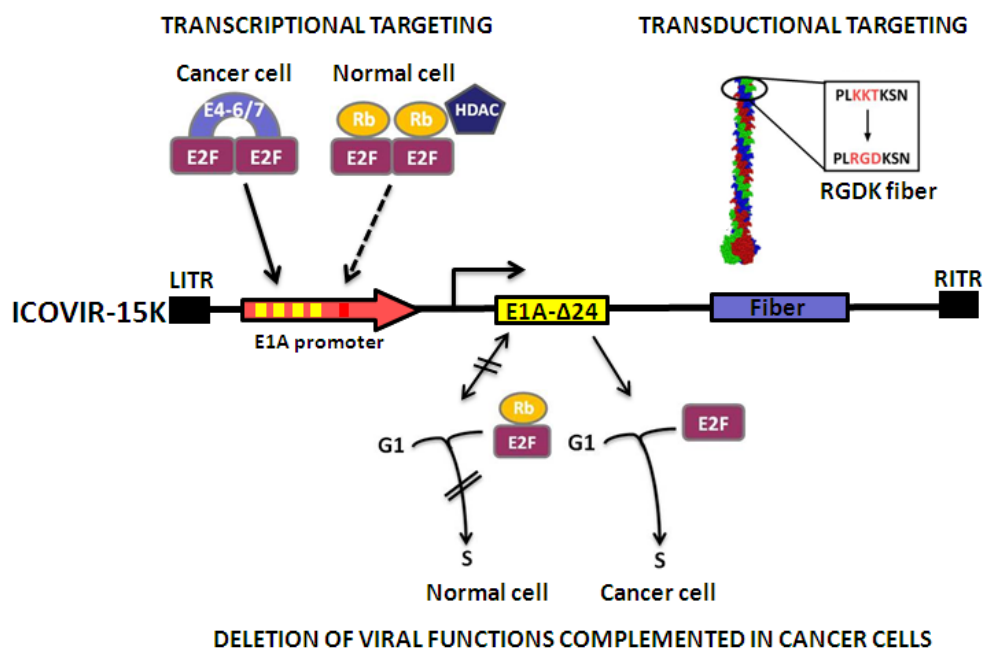 TRANSCRIPTIONAL TARGETING
TRANSDUCTIONAL TARGETING
Cancer cell
Normal cell
E4-6/7
E2F
E2F
Rb
Rb
HDAC
E2F
E2F
PLKKTKSN
PLRGDKSN
RGDK fiber
ICOVIR-15K
LITR
E1A promoter
E1A-Δ24
Fiber
RITR
G1
Rb
E2F
S
Normal cell
G1
E2F
S
Cancer cell
DELETION OF VIRAL FUNCTIONS COMPLEMENTED IN CANCER CELLS